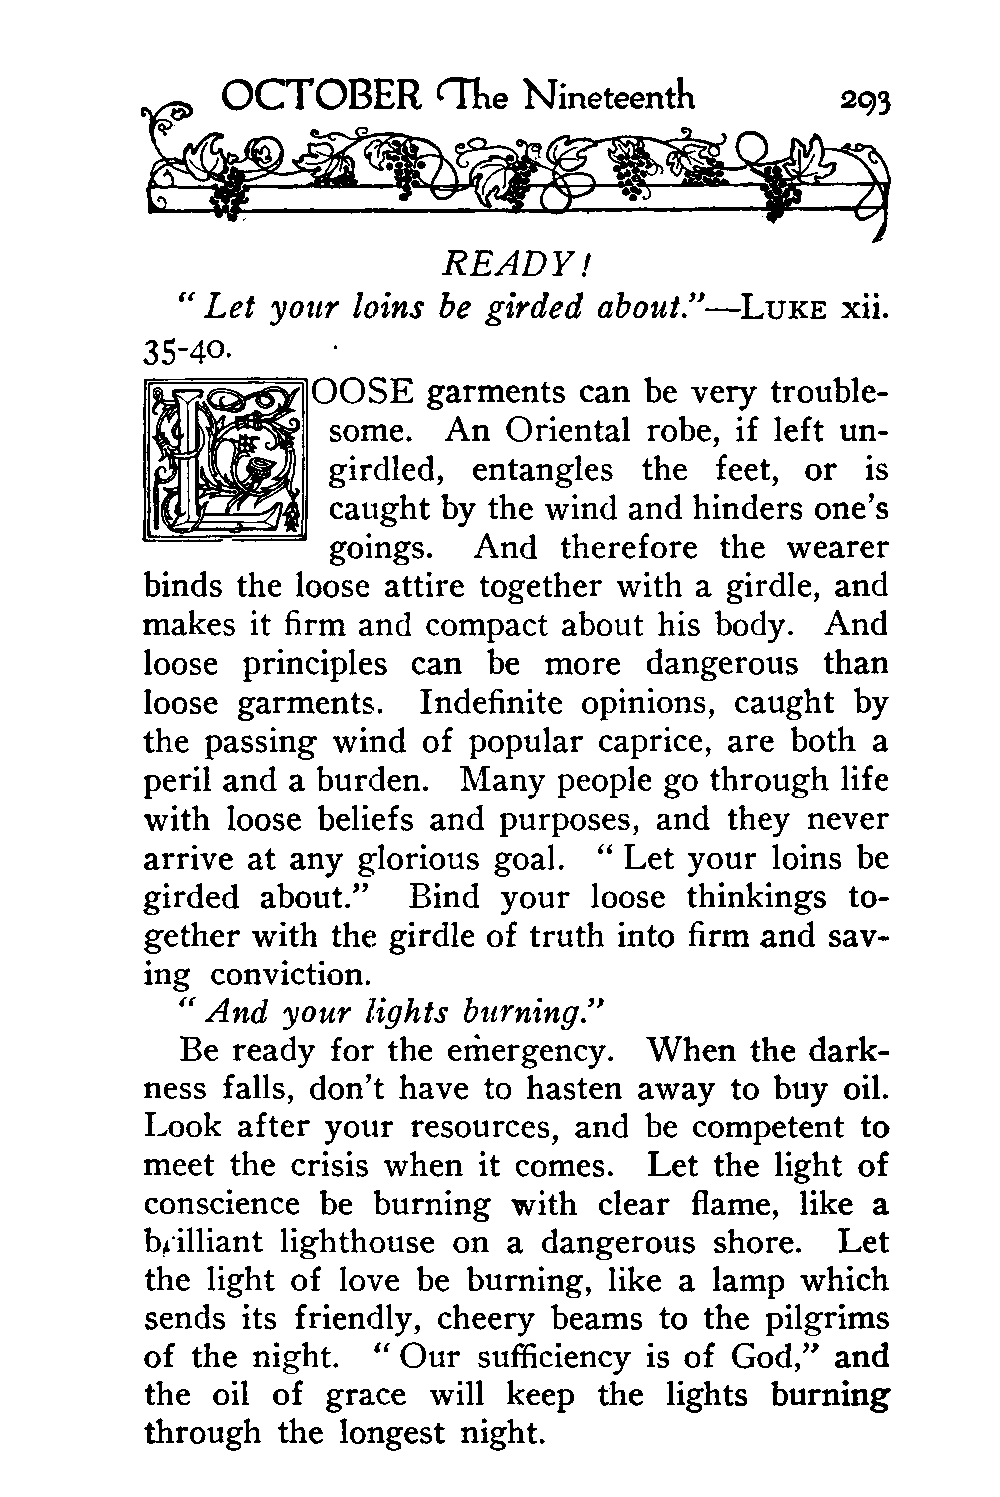 OCTOBER The Nineteenth 293
READY!
“Let your loins be girded about.”—LUKE xii.
35-40.
LOOSE garments can be very trouble-
some. An Oriental robe, if left un-
girdled, entangles the feet, or is
caught by the wind and hinders one’s
goings. And therefore the wearer
binds the loose attire together with a girdle, and
makes it firm and compact about his body. And
loose principles can be more dangerous than
loose garments. Indefinite opinions, caught by
the passing wind of popular caprice, are both a
peril and a burden. Many people go through life
with loose beliefs and purposes, and they never
arrive at any glorious goal. “Let your loins be
girded about.” Bind your loose thinkings to-
gether with the girdle of truth into firm and sav-
ing conviction.
“And your lights burning.”
Be ready for the emergency. When the dark-
ness falls, don’t have to hasten away to buy oil.
Look after your resources, and be competent to
meet the crisis when it comes. Let the light of
conscience be burning with clear flame, like a
brilliant lighthouse on a dangerous shore. Let
the light of love be burning, like a lamp which
sends its friendly, cheery beams to the pilgrims
of the night. “Our sufficiency is of God,” and
the oil of grace will keep the lights burning
through the longest night.